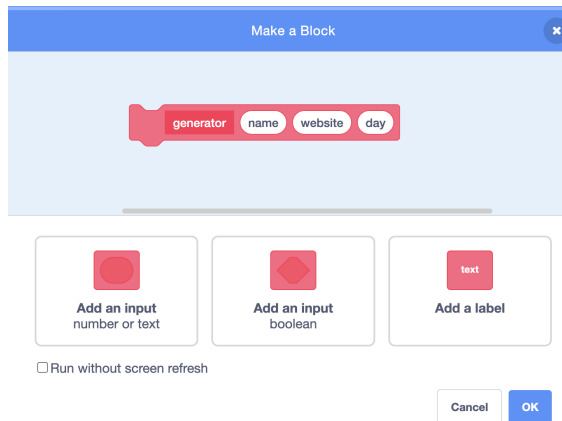 Make a Block
generator name website day
text
Add an input
number or text
Add an input
boolean
Add a label
Run without screen refresh
Cancel OK